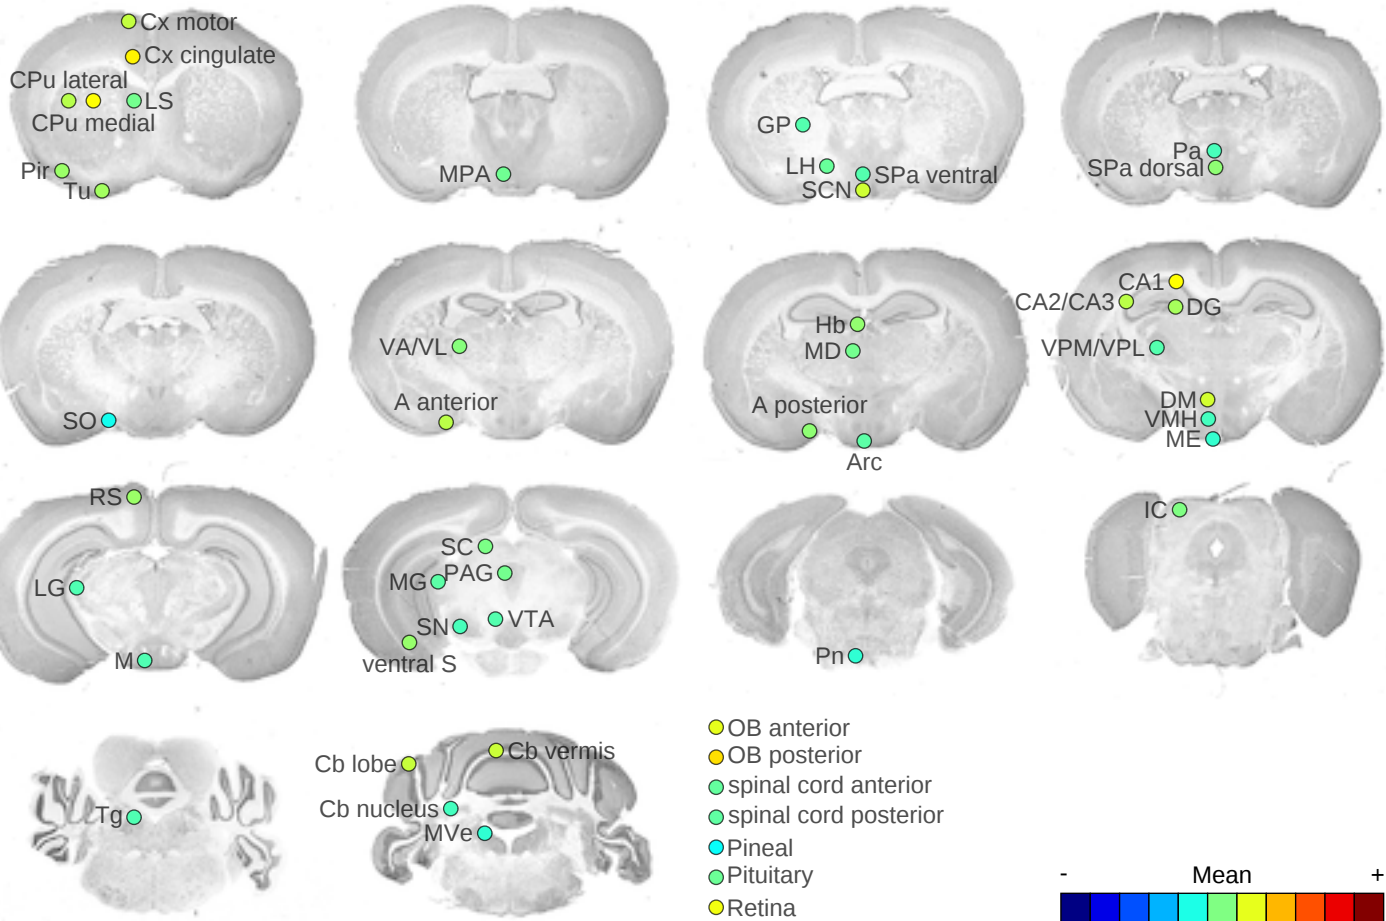 Cx motor
Cx cingulate
CPu lateral
LS
CPu medial
Pir
Tu
MPA
GP
LH
SPa ventral
SCN
Pa
SPa dorsal
SO
VA/VL
A anterior
Hb
MD
A posterior
Arc
CA1
CA2/CA3
DG
VPM/VPL
DM
VMH
ME
RS
LG
M
SC
MG
PAG
SN
VTA
ventral S
Pn
IC
Tg
Cb lobe
Cb vermis
Cb nucleus
MVe
OB anterior
OB posterior
spinal cord anterior
spinal cord posterior
Pineal
Pituitary
Retina
- Mean +